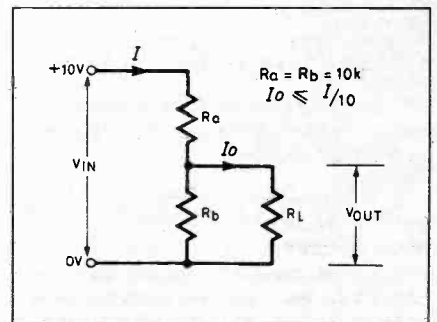 I
+10V
Ra = Rb = 10k
Io ⩽ I/10
Ra
Io
VIN
Rb
RL
VOUT
0V